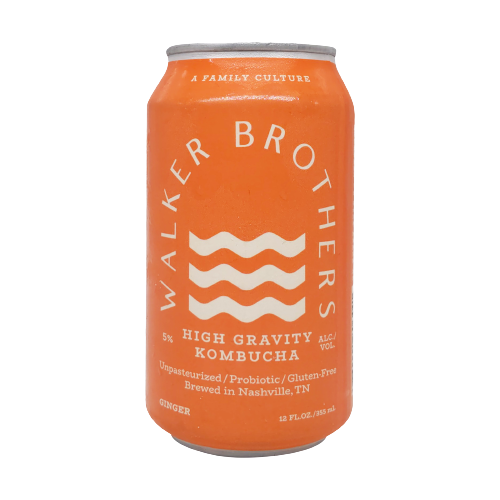 A FAMILY CULTURE
WALKER BROTHERS
5%
HIGH GRAVITY
KOMBUCHA
ALC./
VOL.
Unpasteurized / Probiotic / Gluten-Free
Brewed in Nashville, TN
GINGER
12 FL. OZ. / 355 mL